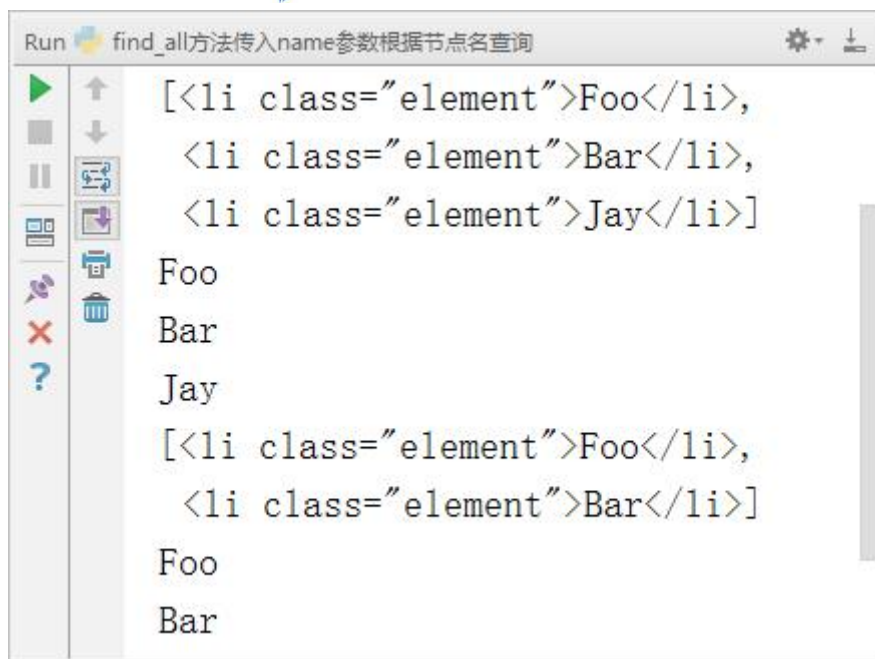 Run find_all方法传入name参数根据节点名查询
[<li class="element">Foo</li>,
<li class="element">Bar</li>,
<li class="element">Jay</li>]
Foo
Bar
Jay
[<li class="element">Foo</li>,
<li class="element">Bar</li>]
Foo
Bar